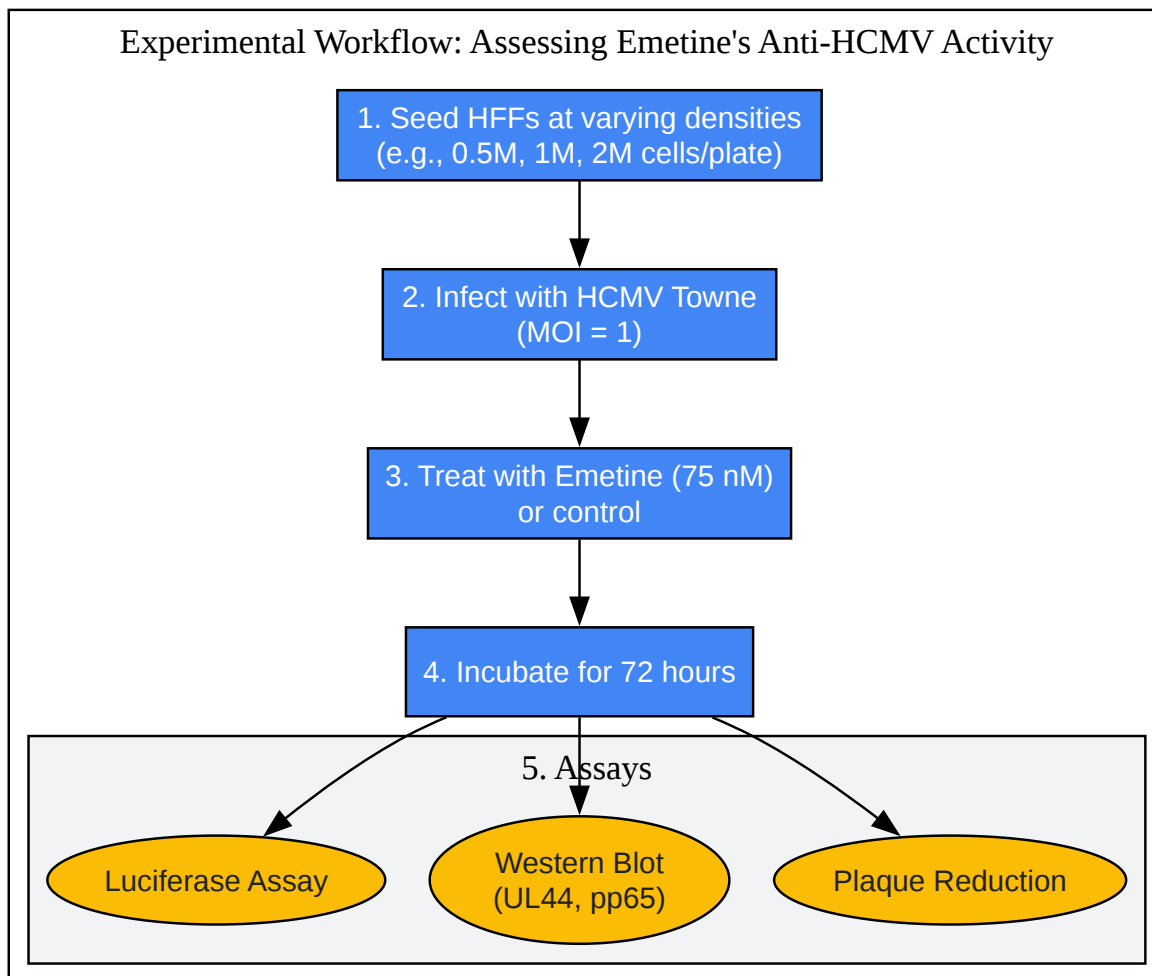 Experimental Workflow: Assessing Emetine's Anti-HCMV Activity
1. Seed HFFs at varying densities
(e.g., 0.5M, 1M, 2M cells/plate)
2. Infect with HCMV Towne
(MOI = 1)
3. Treat with Emetine (75 nM)
or control
4. Incubate for 72 hours
5. Assays
Luciferase Assay
Western Blot
(UL44, pp65)
Plaque Reduction